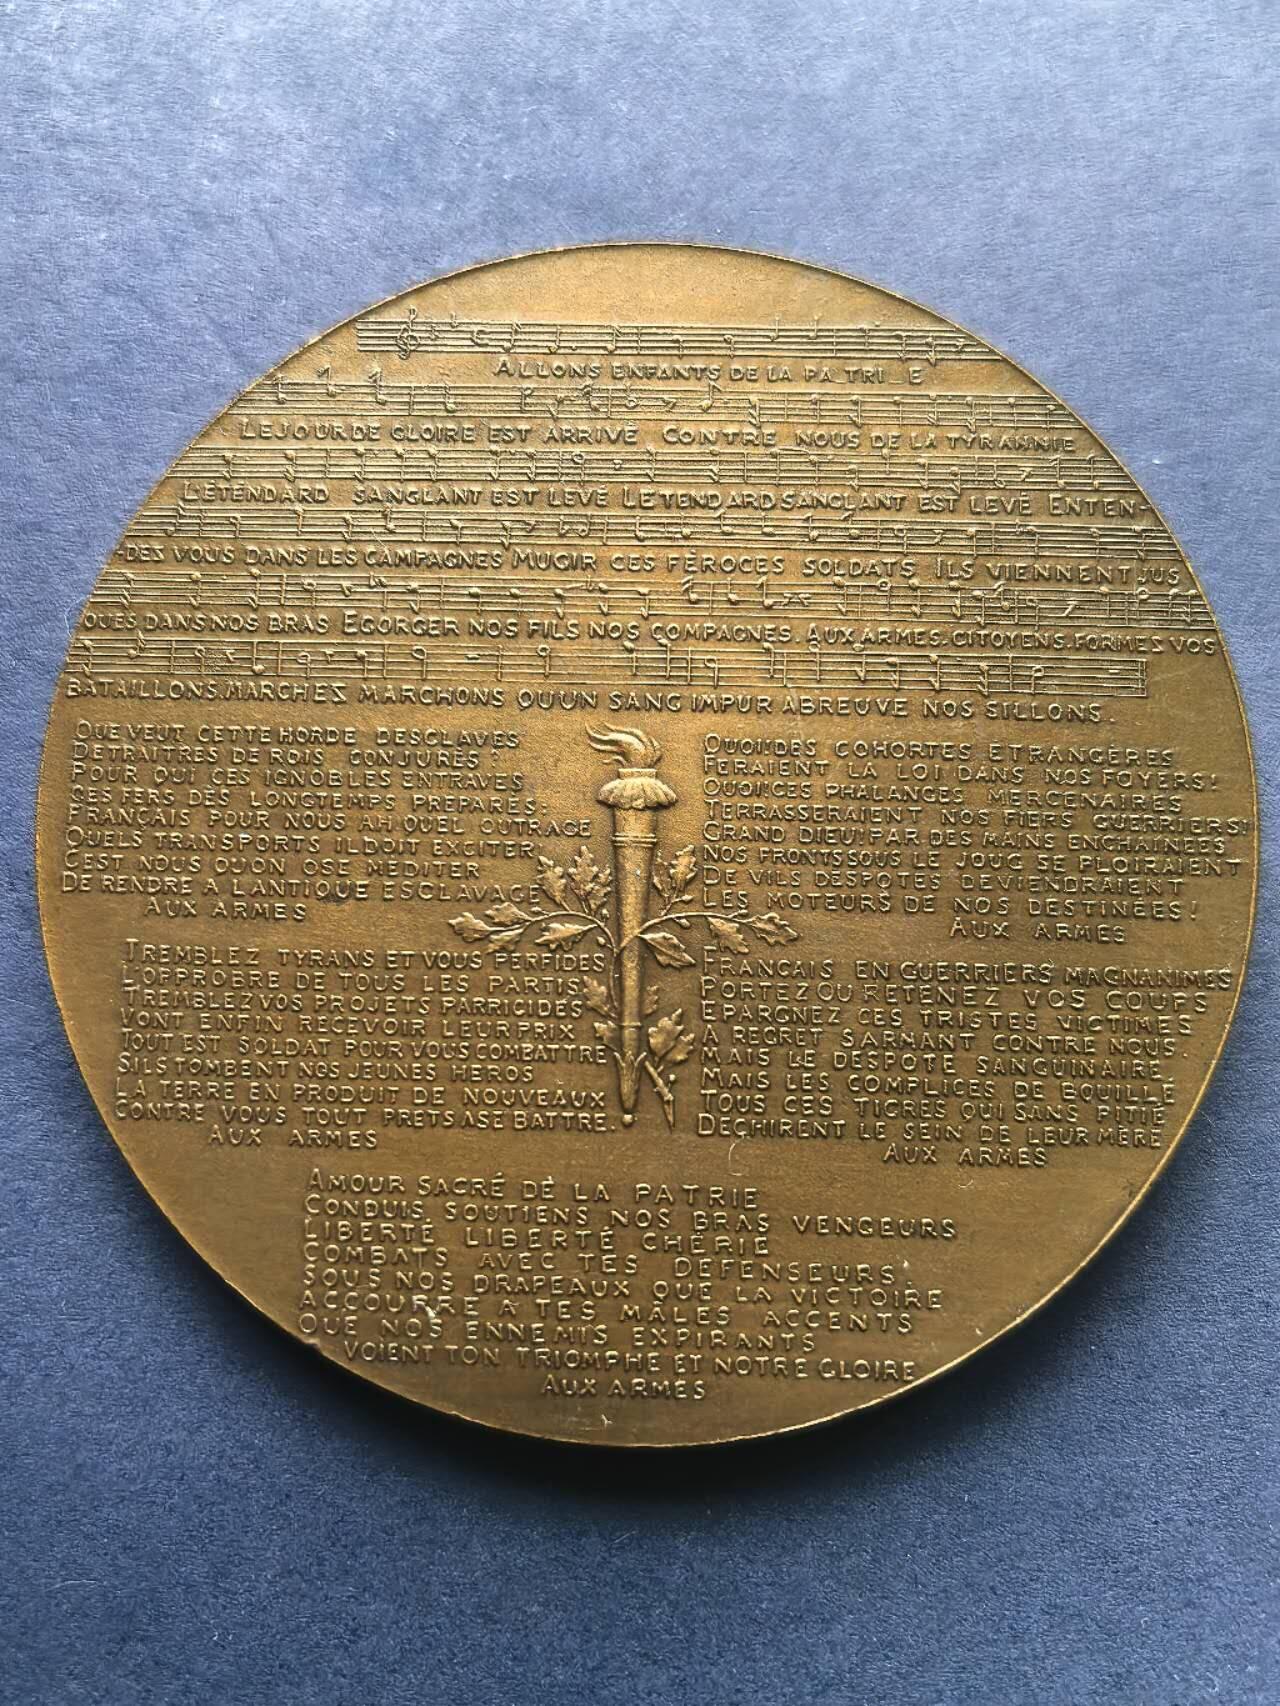 ALLONS ENFANTS DE LA PA_TRI_E
LE JOUR DE GLOIRE EST ARRIVÉ CONTRE NOUS DE LA TYRANNIE
L'ÉTENDARD SANGLANT EST LEVÉ L'ETENDARD SANGLANT EST LEVÉ ENTEN-
-DEZ VOUS DANS LES CAMPAGNES MUGIR CES FÉROCES SOLDATS ILS VIENNENT JUS
QUES DANS NOS BRAS EGORGER NOS FILS NOS COMPAGNES. AUX ARMES. CITOYENS. FORMEZ VOS
BATAILLONS. MARCHEZ MARCHONS QU'UN SANG IMPUR ABREUVE NOS SILLONS.
QUE VEUT CETTE HORDE D'ESCLAVES
DE TRAITRES DE ROIS CONJURÉS ?
POUR QUI CES IGNOBLES ENTRAVES
CES FERS DÈS LONGTEMPS PRÉPARÉS ?
FRANÇAIS POUR NOUS AH QUEL OUTRAGE
QUELS TRANSPORTS IL DOIT EXCITER
C'EST NOUS QU'ON OSE MÉDITER
DE RENDRE A L'ANTIQUE ESCLAVAGE
AUX ARMES
TREMBLEZ TYRANS ET VOUS PERFIDES
L'OPPROBRE DE TOUS LES PARTIS
TREMBLEZ VOS PROJETS PARRICIDES
VONT ENFIN RECEVOIR LEUR PRIX
TOUT EST SOLDAT POUR VOUS COMBATTRE
S'ILS TOMBENT NOS JEUNES HEROS
LA TERRE EN PRODUIT DE NOUVEAUX
CONTRE VOUS TOUT PRETS A SE BATTRE.
AUX ARMES
QUOI! DES COHORTES ETRANGÈRES
FERAIENT LA LOI DANS NOS FOYERS!
QUOI! CES PHALANGES MERCENAIRES
TERRASSERAIENT NOS FIERS GUERRIERS!
GRAND DIEU! PAR DES MAINS ENCHAINÉES
NOS FRONTS SOUS LE JOUG SE PLOIRAIENT
DE VILS DESPOTES DEVIENDRAIENT
LES MOTEURS DE NOS DESTINÉES!
AUX ARMES
FRANÇAIS EN GUERRIERS MAGNANIMES
PORTEZ OU RETENEZ VOS COUPS
EPARGNEZ CES TRISTES VICTIMES
A REGRET S'ARMANT CONTRE NOUS.
MAIS LE DESPOTE SANGUINAIRE
MAIS LES COMPLICES DE BOUILLÉ
TOUS CES TIGRES QUI SANS PITIÉ
DECHIRENT LE SEIN DE LEUR MÈRE
AUX ARMES
AMOUR SACRÉ DE LA PATRIE
CONDUIS, SOUTIENS NOS BRAS VENGEURS
LIBERTÉ LIBERTÉ CHÉRIE
COMBATS AVEC TES DEFENSEURS.
SOUS NOS DRAPEAUX QUE LA VICTOIRE
ACCOURRE A TES MÂLES ACCENTS
QUE NOS ENNEMIS EXPIRANTS
VOIENT TON TRIOMPHE ET NOTRE GLOIRE
AUX ARMES